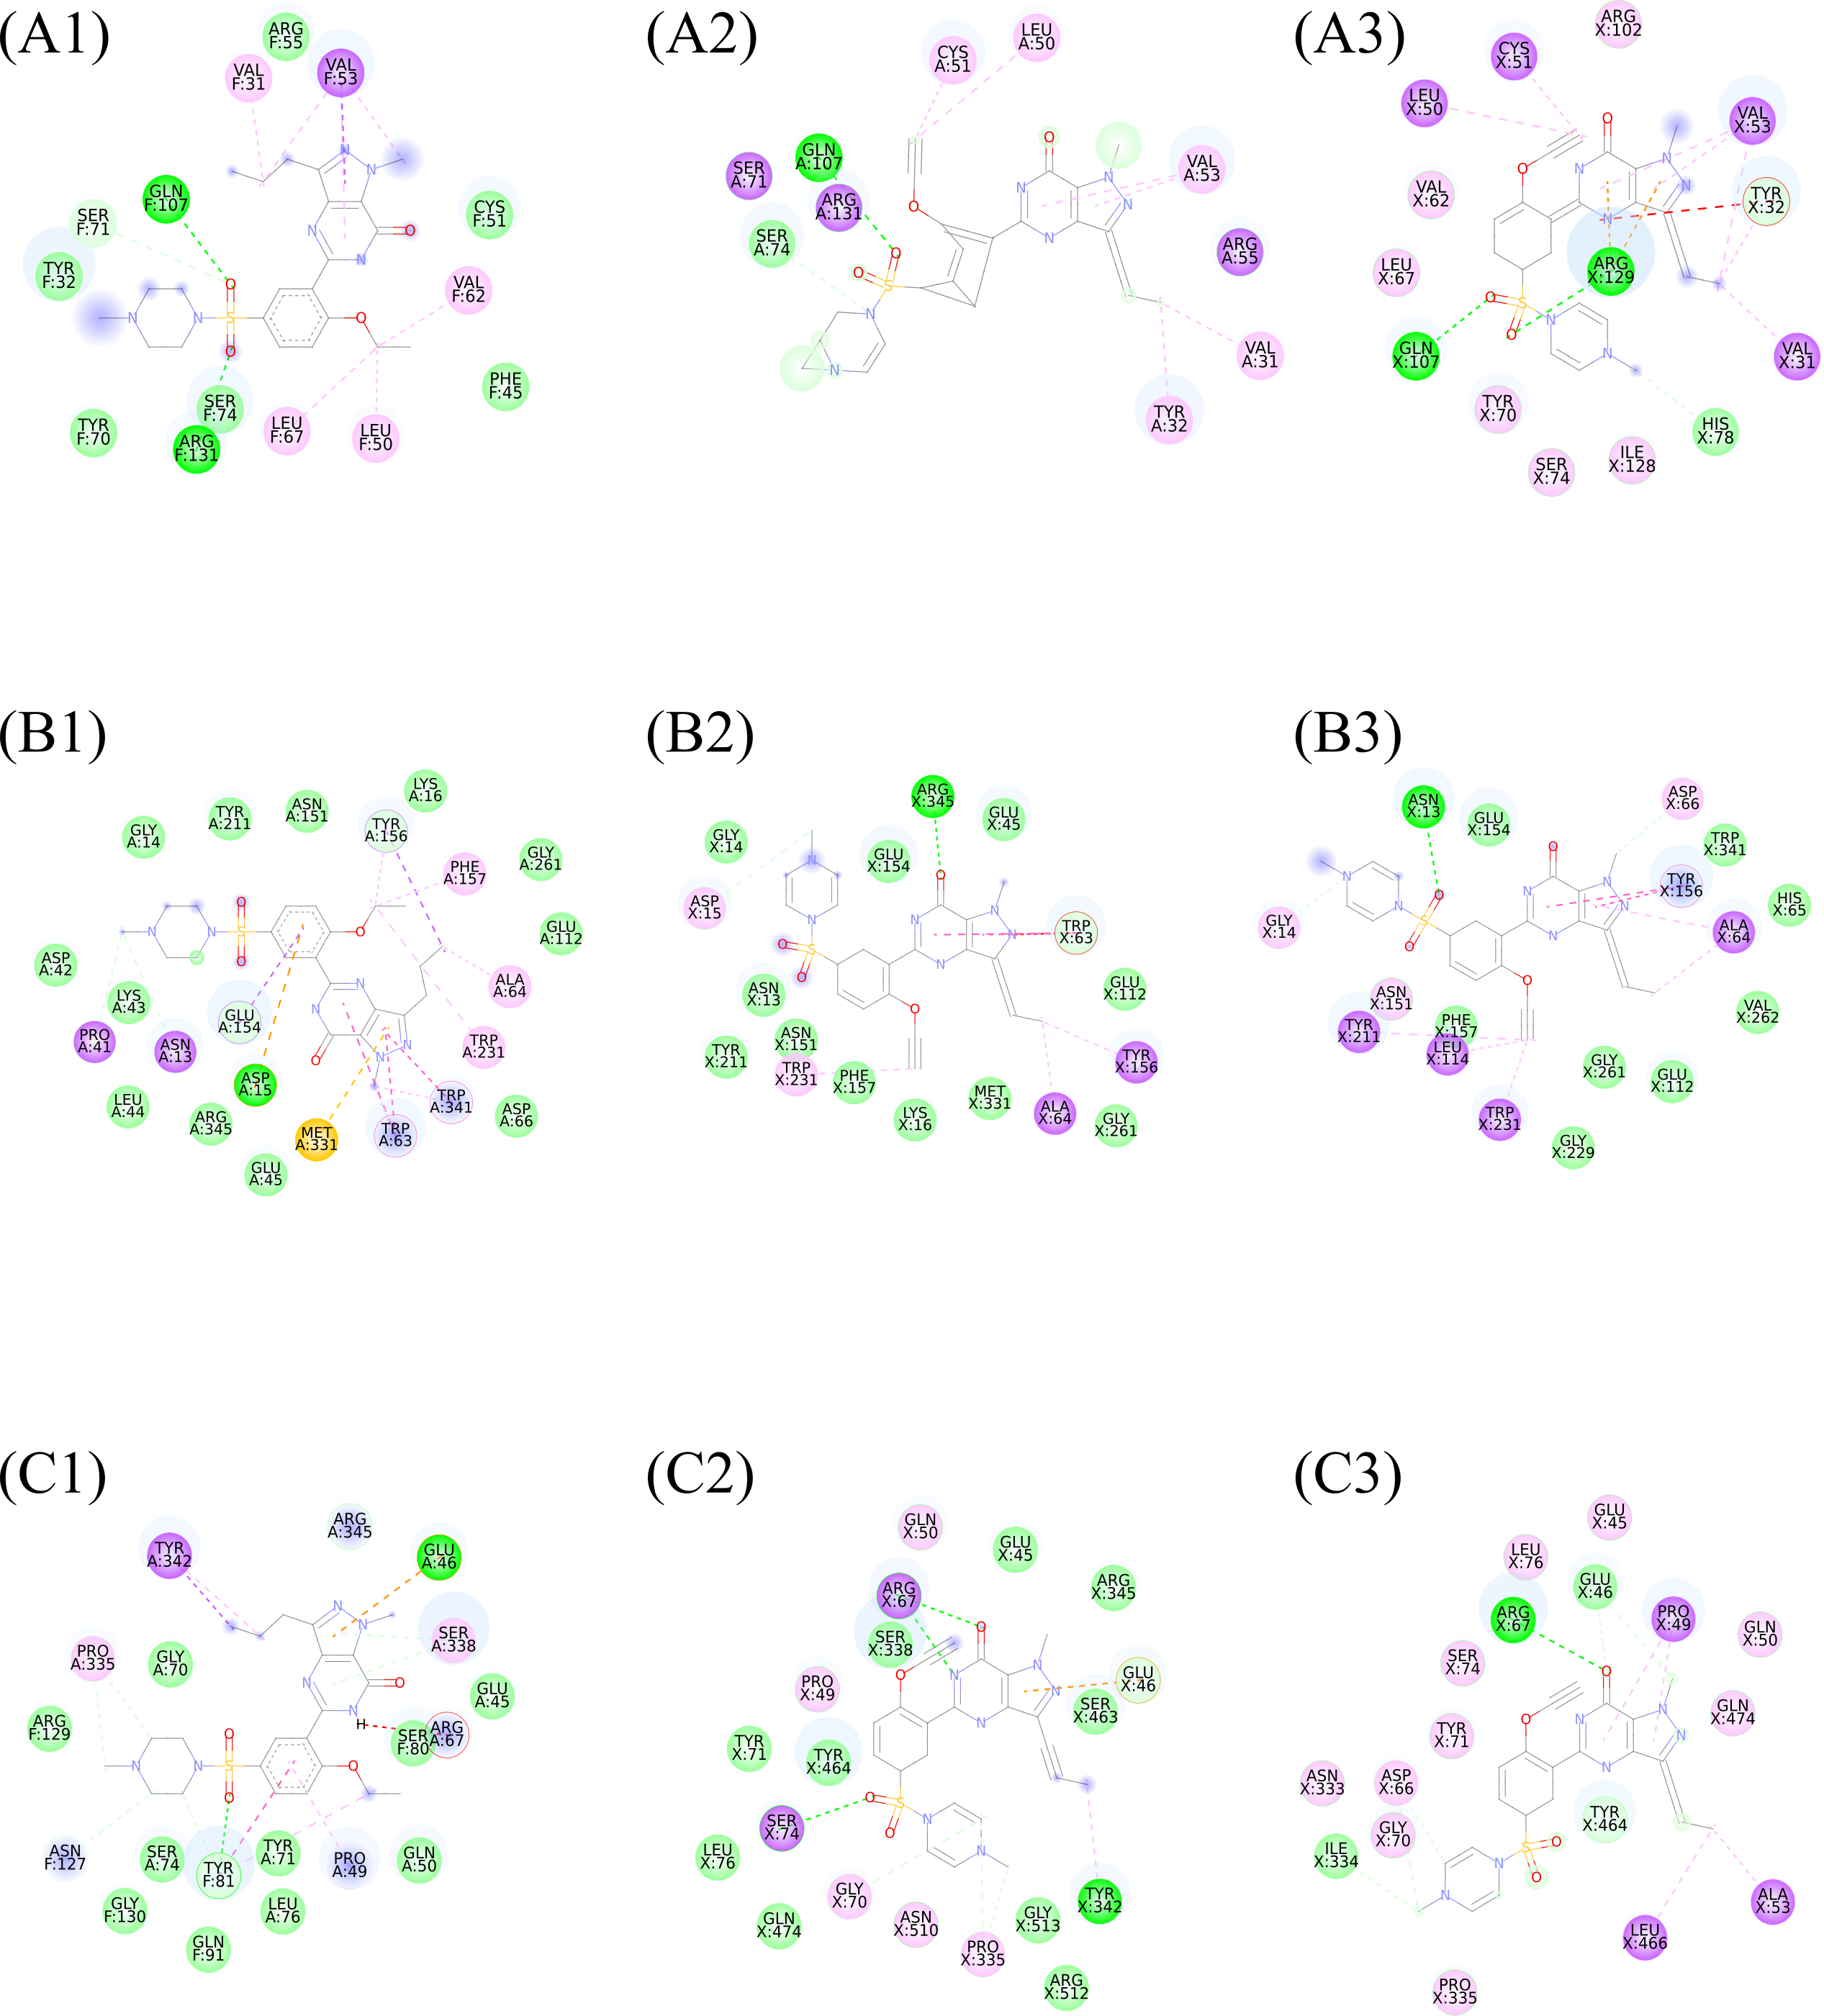 (A1)
ARG
F:55
VAL
F:31
VAL
F:53
GLN
F:107
SER
F:71
TYR
F:32
CYS
F:51
VAL
F:62
PHE
F:45
SER
F:74
ARG
F:131
TYR
F:70
LEU
F:67
LEU
F:50
N
N
N
N
O
N
N
S
O
O
O
(A2)
CYS
A:51
LEU
A:50
GLN
A:107
SER
A:71
ARG
A:131
SER
A:74
VAL
A:53
ARG
A:55
VAL
A:31
TYR
A:32
O
N
N
N
N
O
O
O
S
N
N
(A3)
ARG
X:102
CYS
X:51
LEU
X:50
VAL
X:53
TYR
X:32
VAL
X:62
LEU
X:67
ARG
X:129
GLN
X:107
VAL
X:31
TYR
X:70
HIS
X:78
SER
X:74
ILE
X:128
O
N
N
N
N
O
O
S
O
N
N
(B1)
LYS
A:16
TYR
A:211
ASN
A:151
TYR
A:156
GLY
A:14
PHE
A:157
GLY
A:261
GLU
A:112
ASP
A:42
LYS
A:43
GLU
A:154
ALA
A:64
PRO
A:41
ASN
A:13
TRP
A:231
ASP
A:15
LEU
A:44
ARG
A:345
MET
A:331
TRP
A:63
TRP
A:341
ASP
A:66
GLU
A:45
O
N
N
S
O
O
N
N
O
N
N
(B2)
ARG
X:345
GLU
X:45
GLY
X:14
GLU
X:154
ASP
X:15
TRP
X:63
ASN
X:13
GLU
X:112
TYR
X:211
ASN
X:151
TRP
X:231
PHE
X:157
LYS
X:16
MET
X:331
ALA
X:64
TYR
X:156
GLY
X:261
N
N
O
S
O
O
N
N
N
N
O
(B3)
ASN
X:13
GLU
X:154
ASP
X:66
TRP
X:341
TYR
X:156
HIS
X:65
GLY
X:14
ALA
X:64
ASN
X:151
TYR
X:211
PHE
X:157
LEU
X:114
VAL
X:262
GLY
X:261
GLU
X:112
TRP
X:231
GLY
X:229
N
N
O
S
O
O
N
N
N
N
O
(C1)
ARG
A:345
TYR
A:342
GLU
A:46
PRO
A:335
GLY
A:70
SER
A:338
GLU
A:45
ARG
F:129
SER
F:80
ARG
A:67
ASN
F:127
SER
A:74
TYR
F:81
TYR
A:71
PRO
A:49
GLN
A:50
GLY
F:130
LEU
A:76
GLN
F:91
N
N
N
N
H
O
O
S
O
N
N
O
(C2)
GLN
X:50
GLU
X:45
ARG
X:67
ARG
X:345
SER
X:338
PRO
X:49
GLU
X:46
SER
X:463
TYR
X:71
TYR
X:464
SER
X:74
LEU
X:76
GLY
X:70
TYR
X:342
GLN
X:474
ASN
X:510
GLY
X:513
PRO
X:335
ARG
X:512
O
O
N
N
N
N
O
S
O
N
N
(C3)
GLU
X:45
LEU
X:76
GLU
X:46
ARG
X:67
PRO
X:49
GLN
X:50
SER
X:74
GLN
X:474
TYR
X:71
ASN
X:333
ASP
X:66
TYR
X:464
GLY
X:70
ILE
X:334
ALA
X:53
LEU
X:466
PRO
X:335
O
O
N
N
N
N
S
O
O
N
N